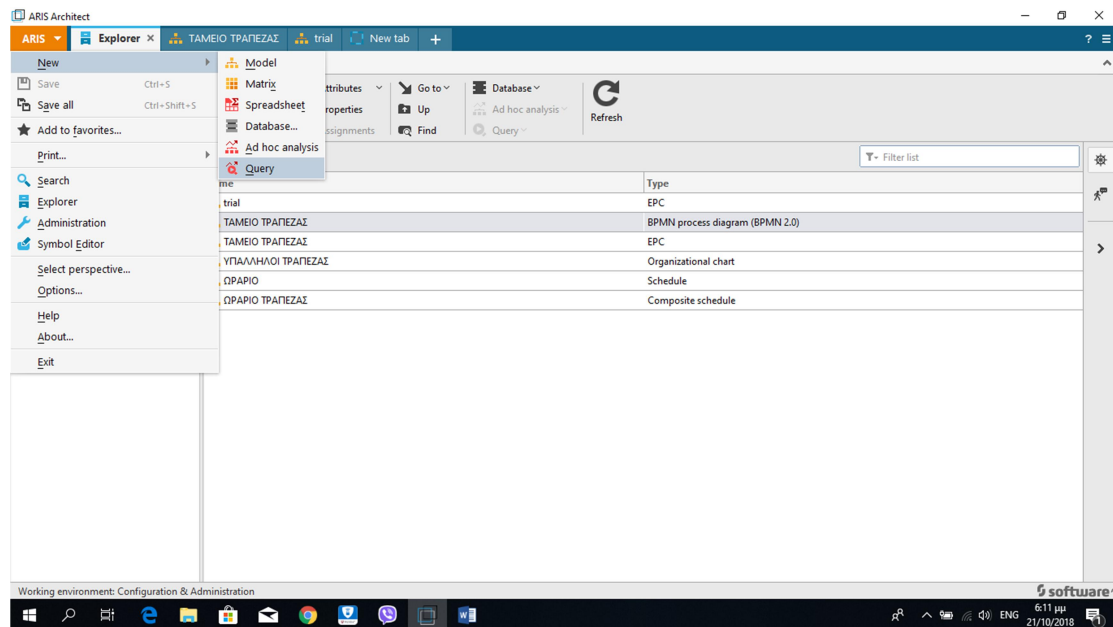 ARIS Architect
ARIS Explorer × ΤΑΜΕΙΟ ΤΡΑΠΕΖΑΣ trial New tab + ?
New
Save Ctrl+S
Save all Ctrl+Shift+S
Add to favorites...
Print...
Search
Explorer
Administration
Symbol Editor
Select perspective...
Options...
Help
About...
Exit
Model
Matrix
Spreadsheet
Database...
Ad hoc analysis
Query
ttributes Go to Database
roperties Up Ad hoc analysis
ssignments Find Query
Refresh
Filter list
me Type
trial EPC
ΤΑΜΕΙΟ ΤΡΑΠΕΖΑΣ BPMN process diagram (BPMN 2.0)
ΤΑΜΕΙΟ ΤΡΑΠΕΖΑΣ EPC
ΥΠΑΛΛΗΛΟΙ ΤΡΑΠΕΖΑΣ Organizational chart
ΩΡΑΡΙΟ Schedule
ΩΡΑΡΙΟ ΤΡΑΠΕΖΑΣ Composite schedule
Working environment: Configuration & Administration software
ENG 6:11 μμ
21/10/2018
1